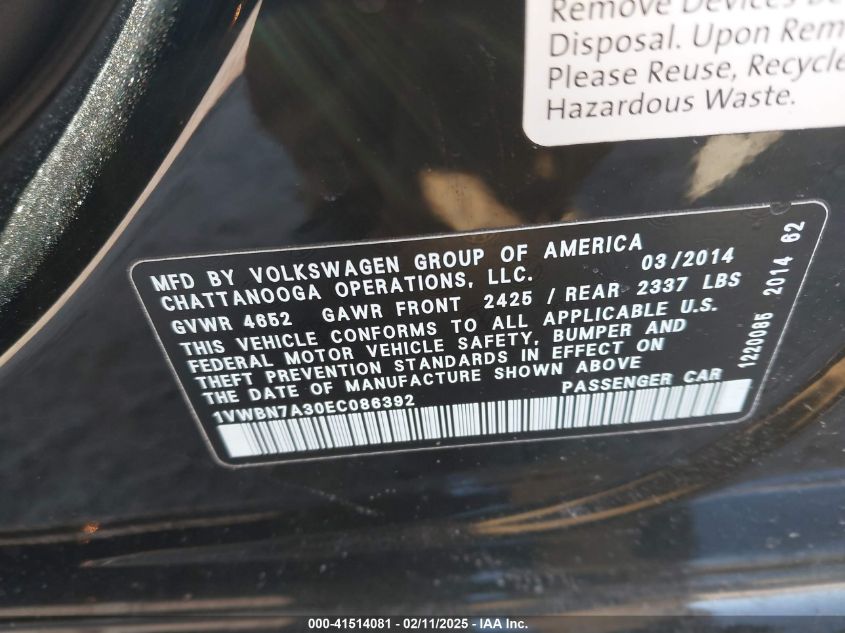 Remove Devices
Disposal. Upon
Please Reuse, Recycle
Hazardous Waste.
MFD BY VOLKSWAGEN GROUP OF AMERICA
CHATTANOOGA OPERATIONS, LLC. 03/2014
GVWR 4652 GAWR FRONT 2425 / REAR 2337 LBS
THIS VEHICLE CONFORMS TO ALL APPLICABLE U.S.
FEDERAL MOTOR VEHICLE SAFETY, BUMPER AND
THEFT PREVENTION STANDARDS IN EFFECT ON
THE DATE OF MANUFACTURE SHOWN ABOVE
1VWBN7A30EC086392 PASSENGER CAR
1220086 2014 62
000-41514081 - 02/11/2025 - IAA Inc.